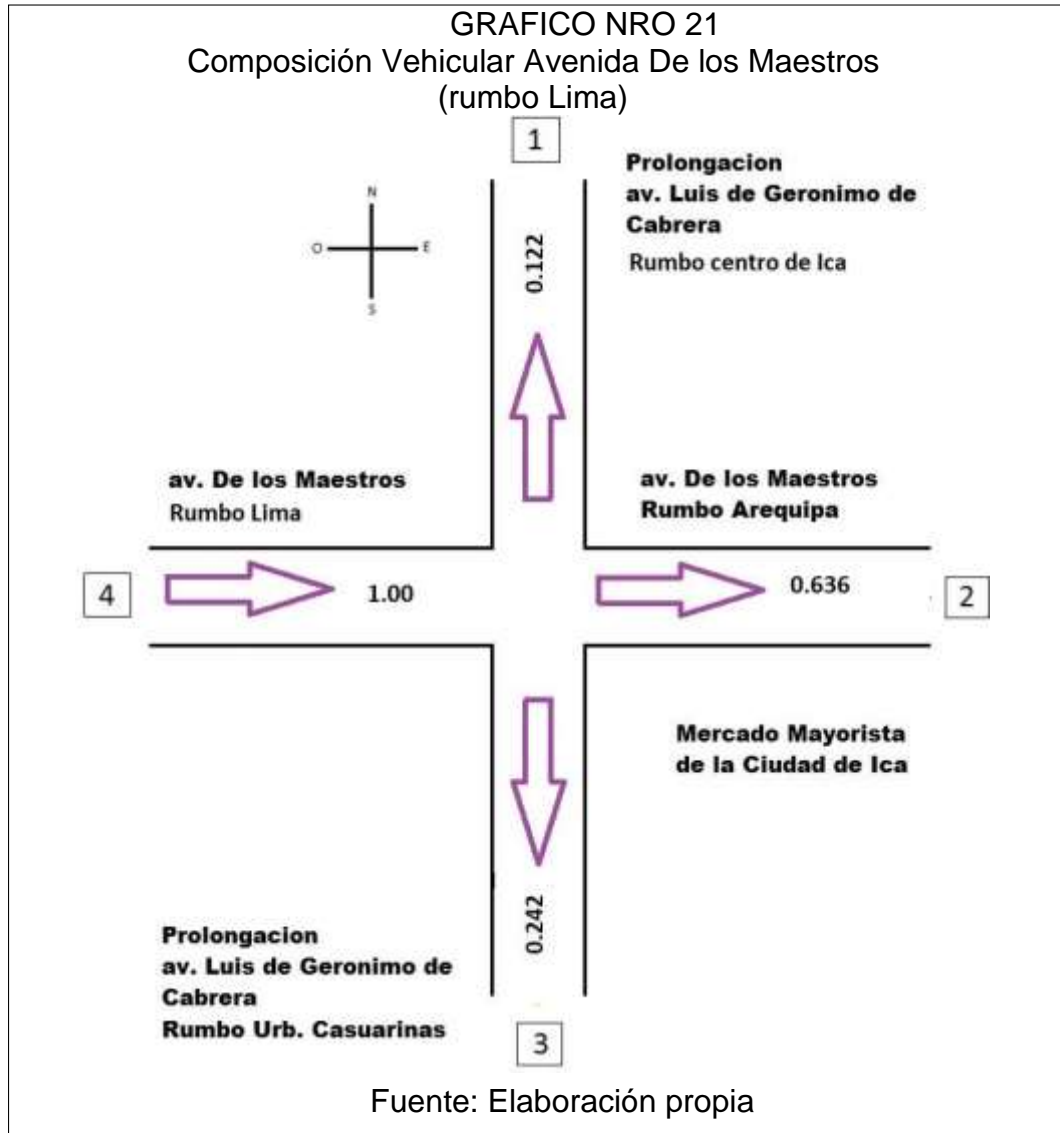 GRAFICO NRO 21
Composición Vehicular Avenida De los Maestros
(rumbo Lima)
1
Prolongacion
av. Luis de Geronimo de
Cabrera
Rumbo centro de Ica
N
O
E
S
0.122
av. De los Maestros
Rumbo Lima
av. De los Maestros
Rumbo Arequipa
4
1.00
0.636
2
Mercado Mayorista
de la Ciudad de Ica
0.242
Prolongacion
av. Luis de Geronimo de
Cabrera
Rumbo Urb. Casuarinas
3
Fuente: Elaboración propia